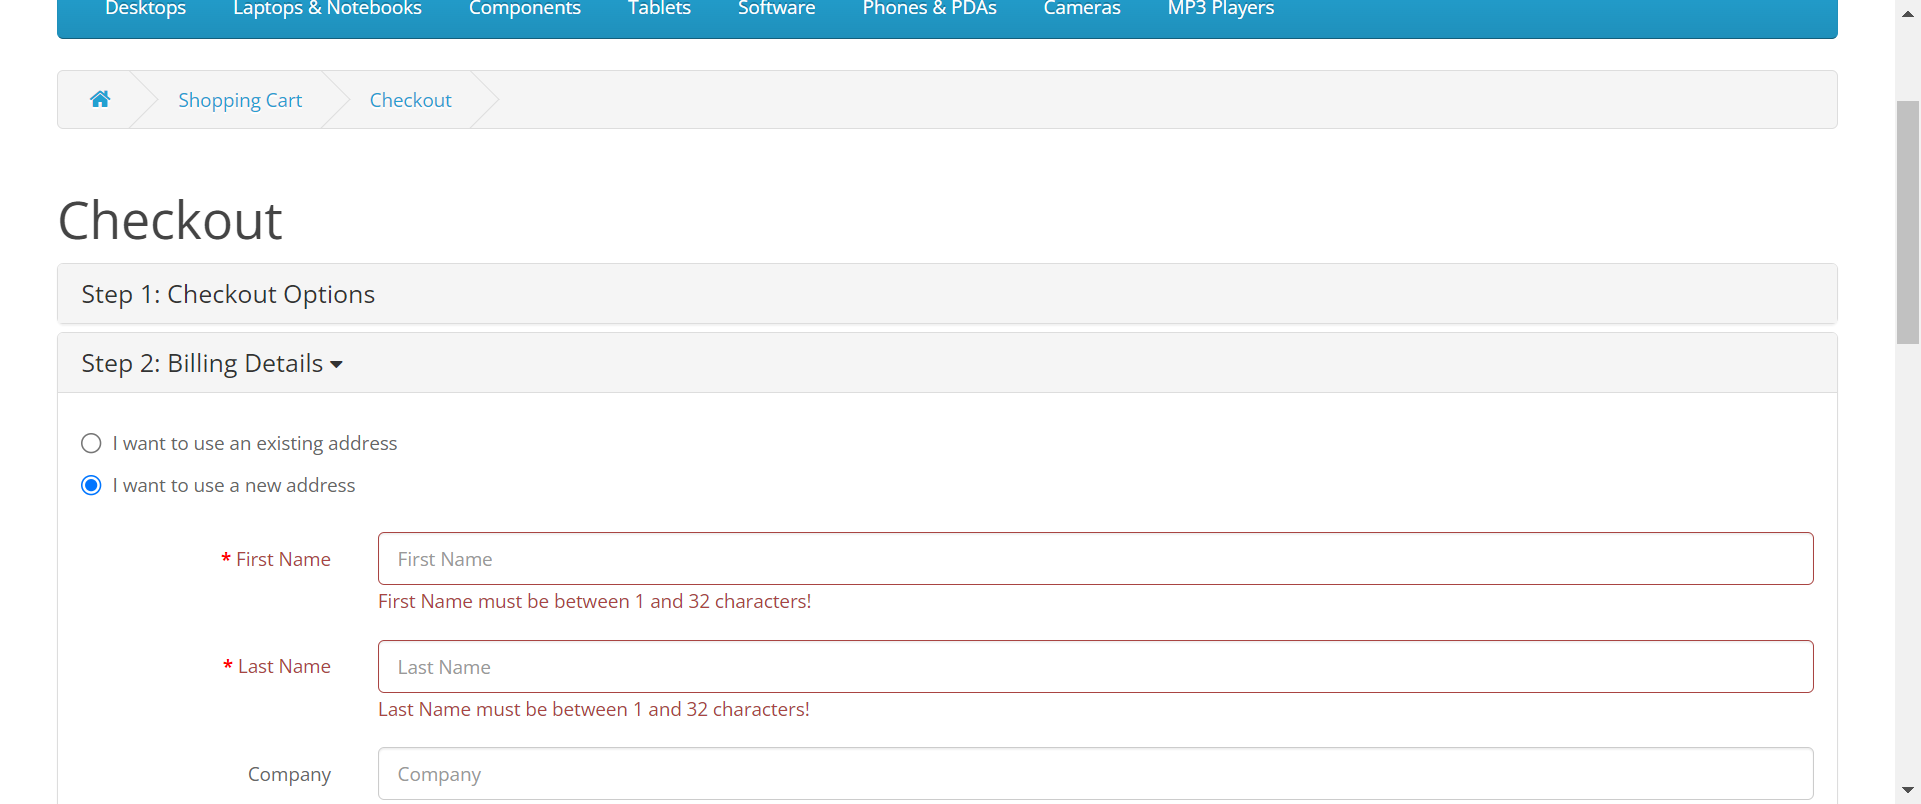 Desktops Laptops & Notebooks Components Tablets Software Phones & PDAs Cameras MP3 Players
Shopping Cart Checkout
Checkout
Step 1: Checkout Options
Step 2: Billing Details
I want to use an existing address
I want to use a new address
* First Name First Name
First Name must be between 1 and 32 characters!
* Last Name Last Name
Last Name must be between 1 and 32 characters!
Company Company